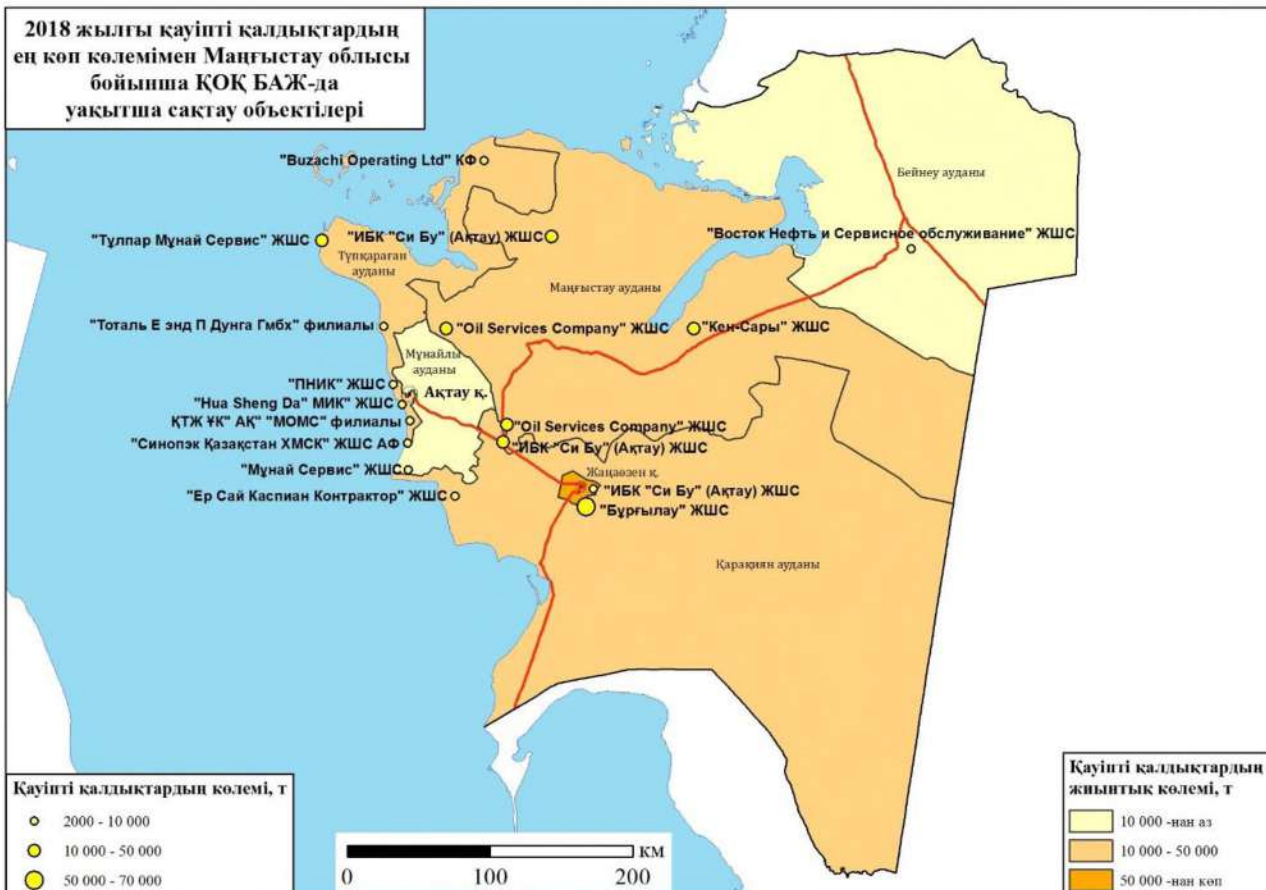 2018 жылғы қауіпті қалдықтардың
ең көп көлемімен Маңғыстау облысы
бойынша ҚОҚ БАЖ-да
уақытша сақтау объектілері
"Buzachi Operating Ltd" КФ
Бейнеу ауданы
"Тұлпар Мұнай Сервис" ЖШС
"ИБК "Си Бу" (Ақтау) ЖШС
"Восток Нефть и Сервисное обслуживание" ЖШС
Түпқараған
ауданы
Маңғыстау ауданы
"Тоталь Е энд П Дунга Гмбх" филиалы
"Oil Services Company" ЖШС
"Кен-Сары" ЖШС
Мұнайлы
ауданы
"ПНИК" ЖШС
Ақтау қ.
"Hua Sheng Da" МИК" ЖШС
ҚТЖ ҰК" АҚ" "МОМС" филиалы
"Oil Services Company" ЖШС
"Синопэк Қазақстан ХМСК" ЖШС АФ
"ИБК "Си Бу" (Ақтау) ЖШС
"Мұнай Сервис" ЖШС
Жаңаөзен қ.
"Ер Сай Каспиан Контрактор" ЖШС
"ИБК "Си Бу" (Ақтау) ЖШС
"Бұрғылау" ЖШС
Қарақиян ауданы
Қауіпті қалдықтардың көлемі, т
2000 - 10 000
10 000 - 50 000
50 000 - 70 000
км
0 100 200
Қауіпті қалдықтардың
жиынтық көлемі, т
10 000 -нан аз
10 000 - 50 000
50 000 -нан көп